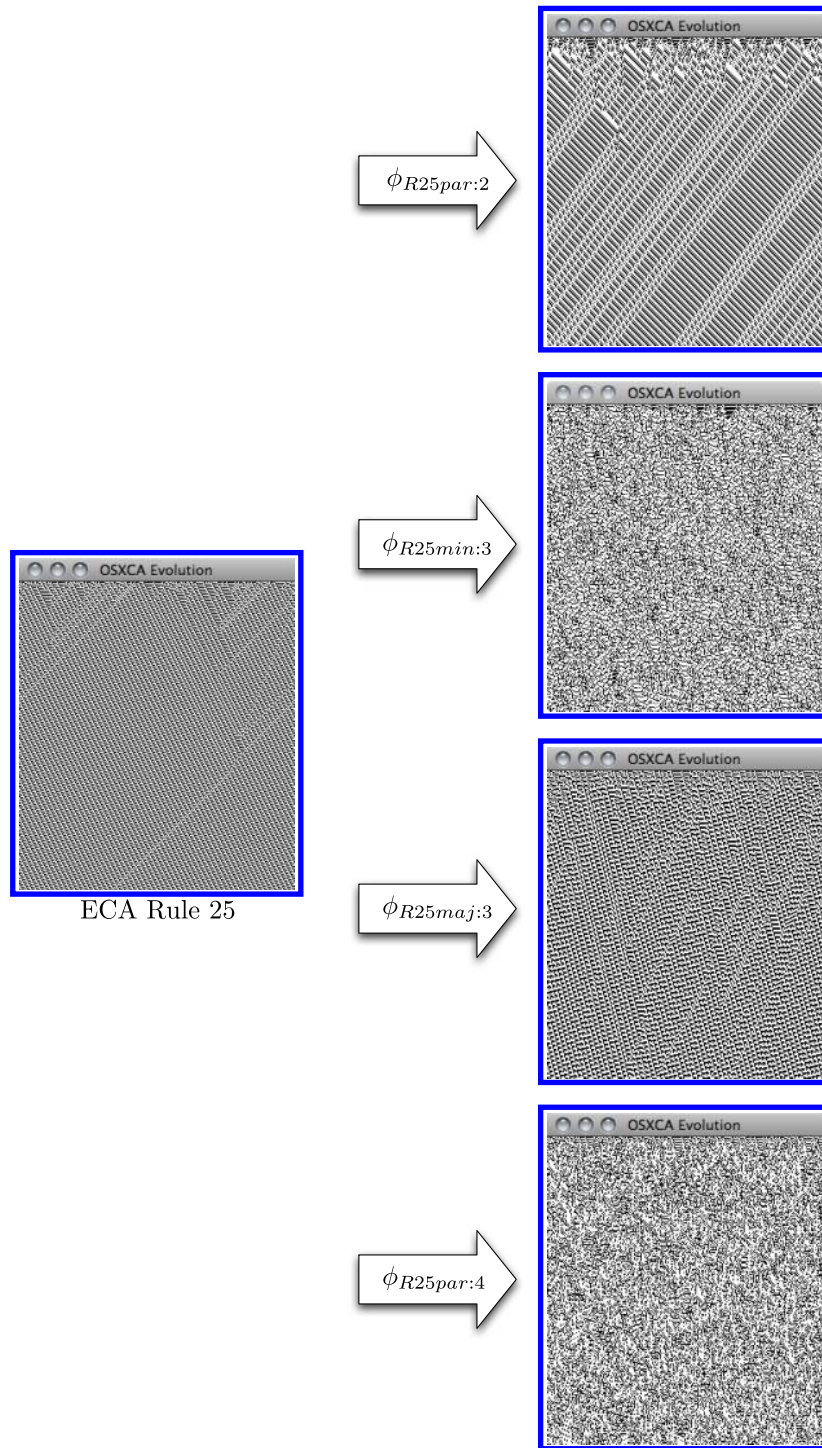 OSXCA Evolution
ϕR25par:2
OSXCA Evolution
ϕR25min:3
OSXCA Evolution
ECA Rule 25
OSXCA Evolution
ϕR25maj:3
OSXCA Evolution
ϕR25par:4